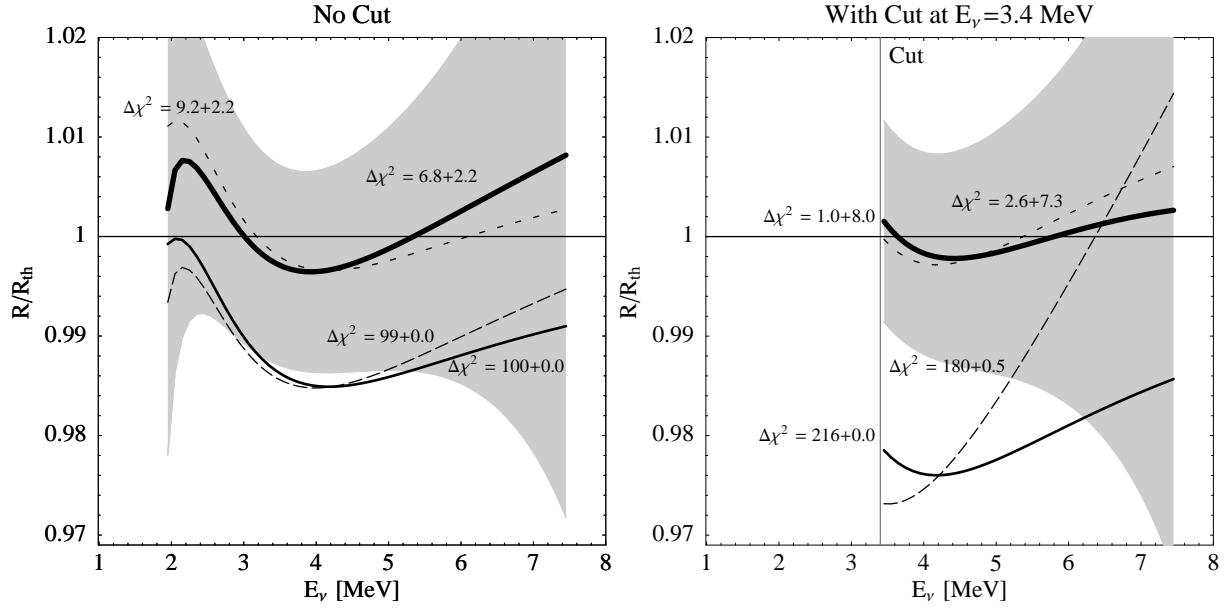 No Cut
R/R_th
1.02
1.01
1
0.99
0.98
0.97
Δχ² = 9.2+2.2
Δχ² = 6.8+2.2
Δχ² = 99+0.0
Δχ² = 100+0.0
1 2 3 4 5 6 7 8
E_ν [MeV]
With Cut at E_ν=3.4 MeV
R/R_th
1.02
1.01
1
0.99
0.98
0.97
Cut
Δχ² = 2.6+7.3
Δχ² = 1.0+8.0
Δχ² = 180+0.5
Δχ² = 216+0.0
1 2 3 4 5 6 7 8
E_ν [MeV]